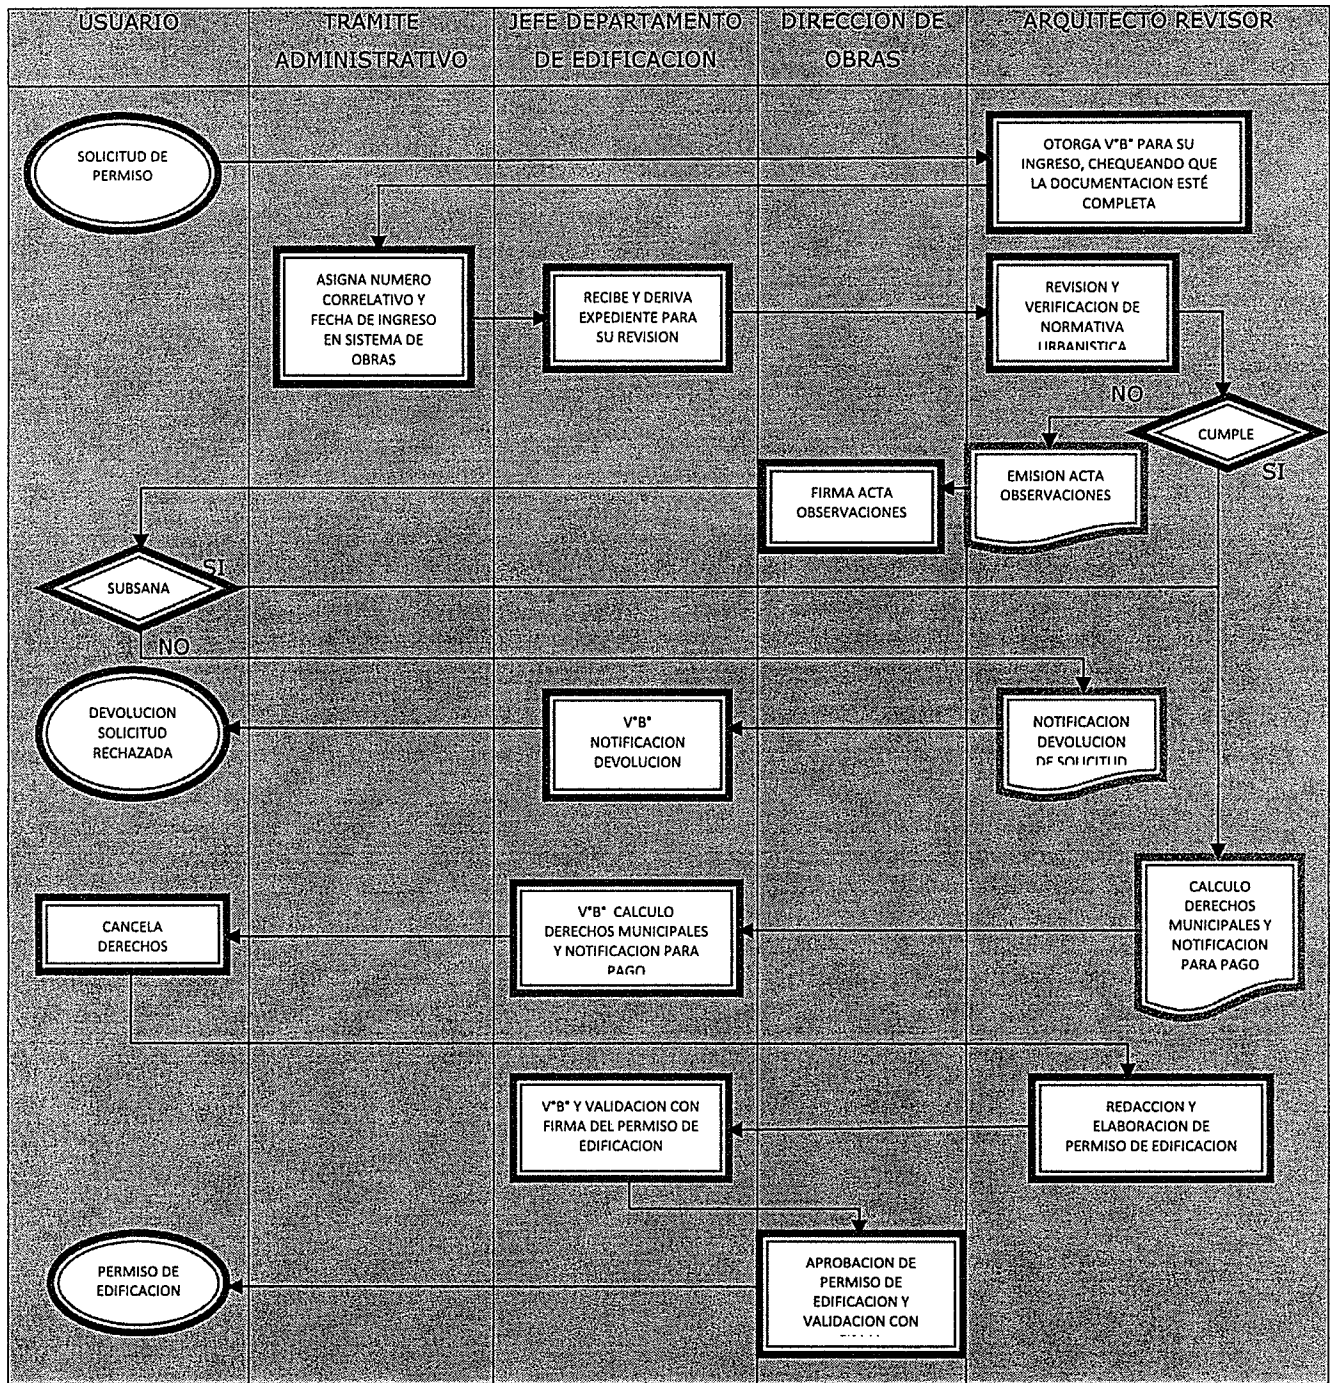 USUARIO
TRAMITE
ADMINISTRATIVO
JEFE DEPARTAMENTO
DE EDIFICACION
DIRECCION DE
OBRAS
ARQUITECTO REVISOR
SOLICITUD DE
PERMISO
OTORGA V°B° PARA SU
INGRESO, CHEQUEANDO QUE
LA DOCUMENTACION ESTÉ
COMPLETA
ASIGNA NUMERO
CORRELATIVO Y
FECHA DE INGRESO
EN SISTEMA DE
OBRAS
RECIBE Y DERIVA
EXPEDIENTE PARA
SU REVISION
REVISION Y
VERIFICACION DE
NORMATIVA
URBANISTICA
NO
CUMPLE
SI
EMISION ACTA
OBSERVACIONES
FIRMA ACTA
OBSERVACIONES
SUBSANA
SI
NO
DEVOLUCION
SOLICITUD
RECHAZADA
V°B°
NOTIFICACION
DEVOLUCION
NOTIFICACION
DEVOLUCION
DE SOLICITUD
CANCELA
DERECHOS
V°B° CALCULO
DERECHOS MUNICIPALES
Y NOTIFICACION PARA
PAGO
CALCULO
DERECHOS
MUNICIPALES Y
NOTIFICACION
PARA PAGO
V°B° Y VALIDACION CON
FIRMA DEL PERMISO DE
EDIFICACION
REDACCION Y
ELABORACION DE
PERMISO DE EDIFICACION
PERMISO DE
EDIFICACION
APROBACION DE
PERMISO DE
EDIFICACION Y
VALIDACION CON